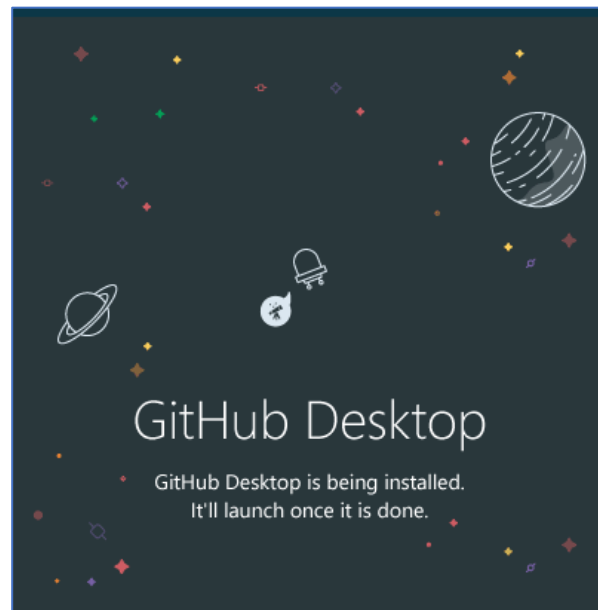 GitHub Desktop
GitHub Desktop is being installed.
It'll launch once it is done.